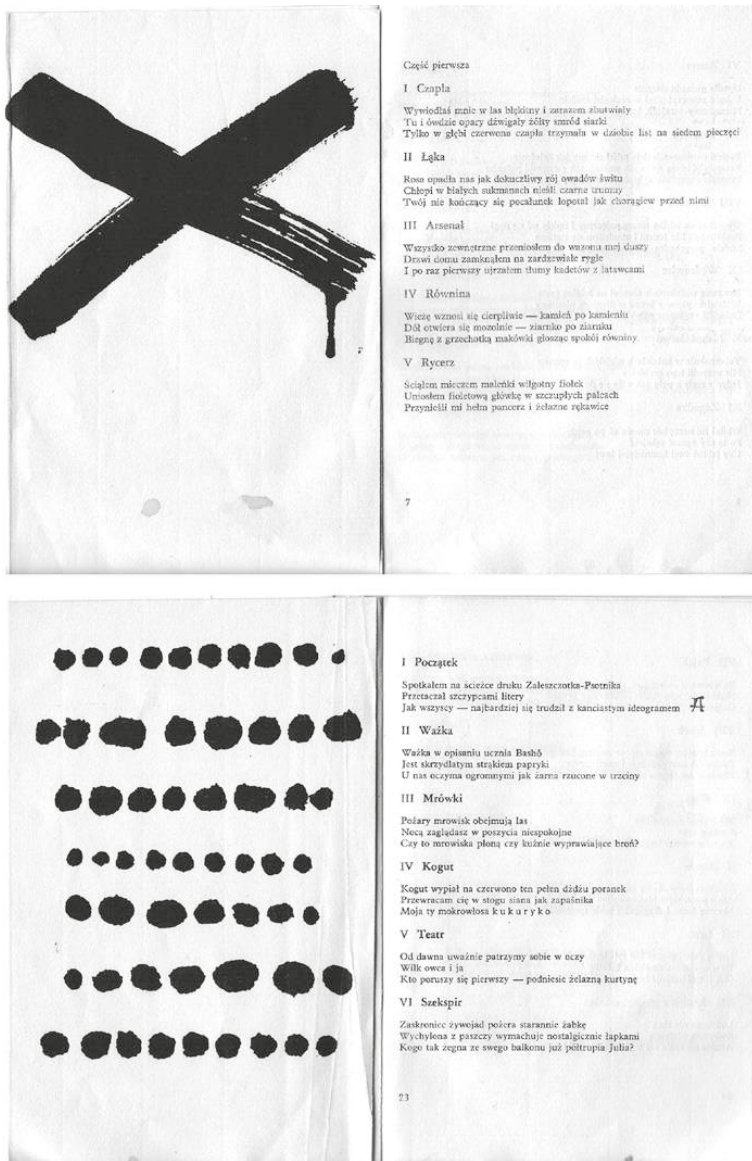 Część pierwsza
I Czapla
Wywiodłaś mnie w las błękitny i zarazem zbutwiały
Tu i ówdzie opary dźwigały żółty smród siarki
Tylko w głębi czerwona czapla trzymała w dziobie list na siedem pieczęci
II Łąka
Rosa opadła nas jak dokuczliwy rój owadów świtu
Chłopi w białych sukmanach nieśli czarne trumny
Twój nie kończący się pocałunek łopotał jak chorągiew przed nimi
III Arsenał
Wszystko zewnętrzne przeniosłem do wazonu mej duszy
Drzwi domu zamknąłem na zardzewiałe rygle
I po raz pierwszy ujrzałem tłumy kadetów z latawcami
IV Równina
Wieżę wznosi się cierpliwie — kamień po kamieniu
Dół otwiera się mozolnie — ziarnko po ziarnku
Biegnę z grzechotką makówki głosząc spokój równiny
V Rycerz
Ściąłem mieczem maleńki wilgotny fiołek
Uniosłem fioletową główkę w szczupłych palcach
Przynieśli mi hełm pancerz i żelazne rękawice
7
I Początek
Spotkałem na ścieżce druku Zaleszczotka-Psotnika
Przetaczał szczypcami litery
Jak wszyscy — najbardziej się trudził z kanciastym ideogramem
II Ważka
Ważka w opisaniu ucznia Bashō
Jest skrzydlatym strąkiem papryki
U nas oczyma ogromnymi jak żarna rzucone w trzciny
III Mrówki
Pożary mrowisk obejmują las
Nocą zaglądasz w poszycia niespokojne
Czy to mrowiska płoną czy kuźnie wyprawiające broń?
IV Kogut
Kogut wypiał na czerwono ten pełen dżdżu poranek
Przewracam cię w stogu siana jak zapaśnika
Moja ty mokrowłosa k u k u r y k o
V Teatr
Od dawna uważnie patrzymy sobie w oczy
Wilk owca i ja
Kto poruszy się pierwszy — podniesie żelazną kurtynę
VI Szekspir
Zaskroniec żywojad pożera starannie żabkę
Wychylona z paszczy wymachuje nostalgicznie łapkami
Kogo tak żegna ze swego balkonu już półtrupia Julia?
23